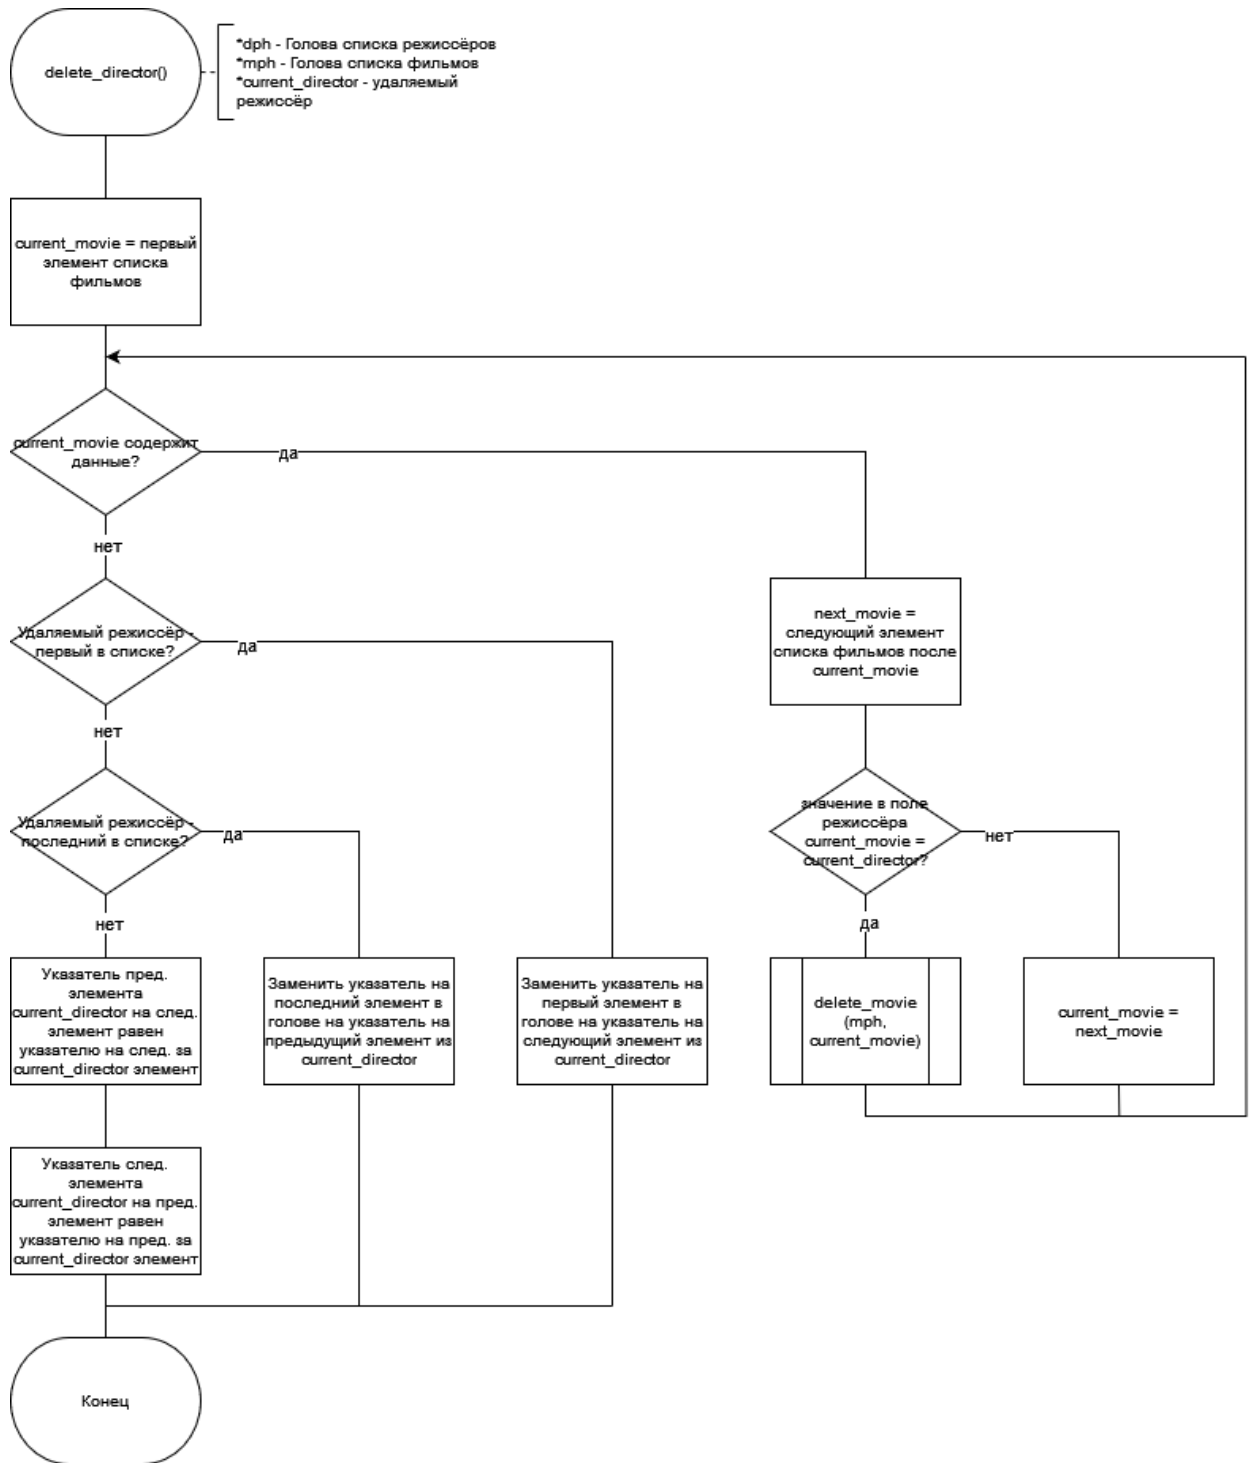 delete_director()
*dph - Голова списка режиссёров
*mph - Голова списка фильмов
*current_director - удаляемый
режиссёр
current_movie = первый
элемент списка
фильмов
current_movie содержит
данные?
да
нет
Удаляемый режиссёр -
первый в списке?
да
нет
next_movie =
следующий элемент
списка фильмов после
current_movie
Удаляемый режиссёр -
последний в списке?
да
нет
значение в поле
режиссёра
current_movie =
current_director?
нет
да
Указатель пред.
элемента
current_director на след.
элемент равен
указателю на след. за
current_director элемент
Заменить указатель на
последний элемент в
голове на указатель на
предыдущий элемент из
current_director
Заменить указатель на
первый элемент в
голове на указатель на
следующий элемент из
current_director
delete_movie
(mph,
current_movie)
current_movie =
next_movie
Указатель след.
элемента
current_director на пред.
элемент равен
указателю на пред. за
current_director элемент
Конец